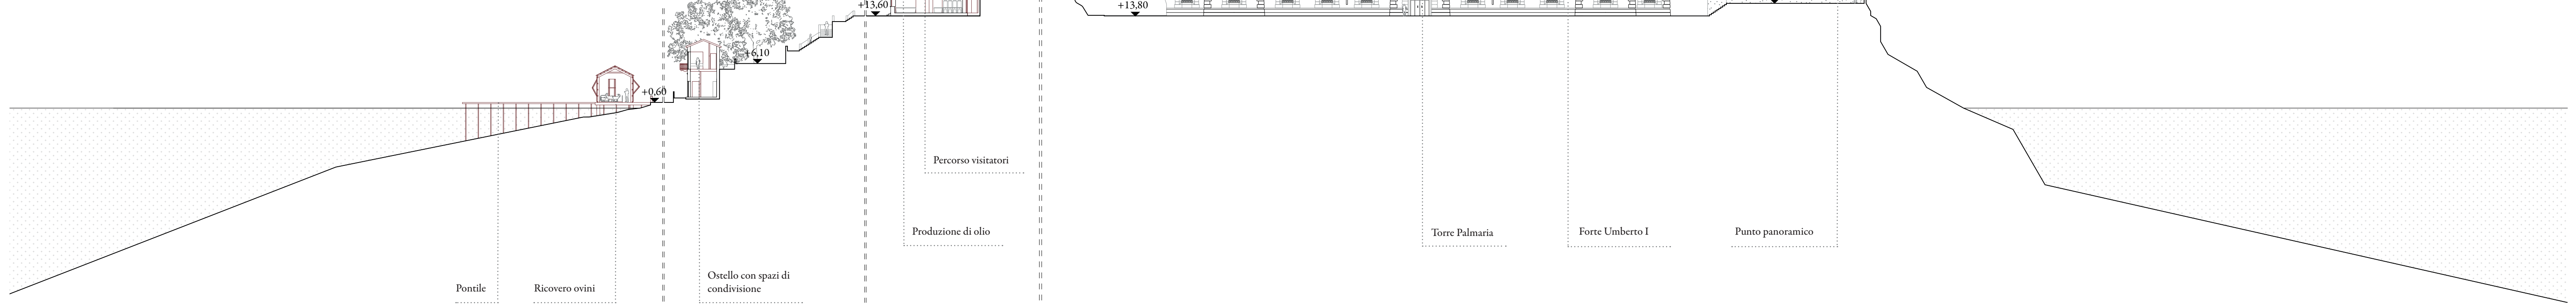 +13,60
+13,80
+6,10
+0,60
Percorso visitatori
Produzione di olio
Torre Palmaria
Forte Umberto I
Punto panoramico
Ostello con spazi di
condivisione
Pontile
Ricovero ovini